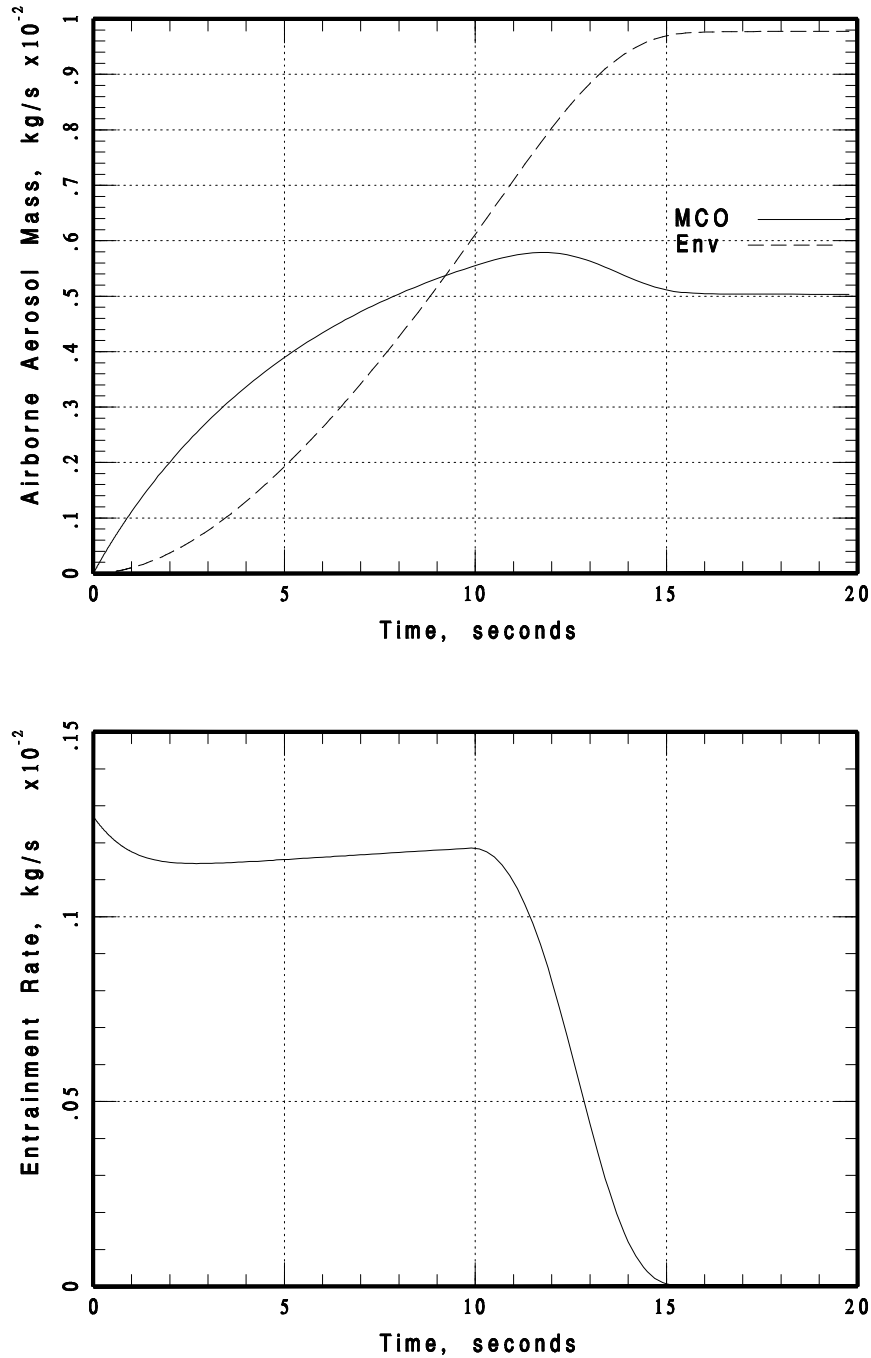 Airborne Aerosol Mass, kg/s x10-2
1
.9
.8
.7
.6
.5
.4
.3
.2
.1
0
MCO
Env
0 5 10 15 20
Time, seconds
Entrainment Rate, kg/s x10-2
.15
.1
.05
0
0 5 10 15 20
Time, seconds